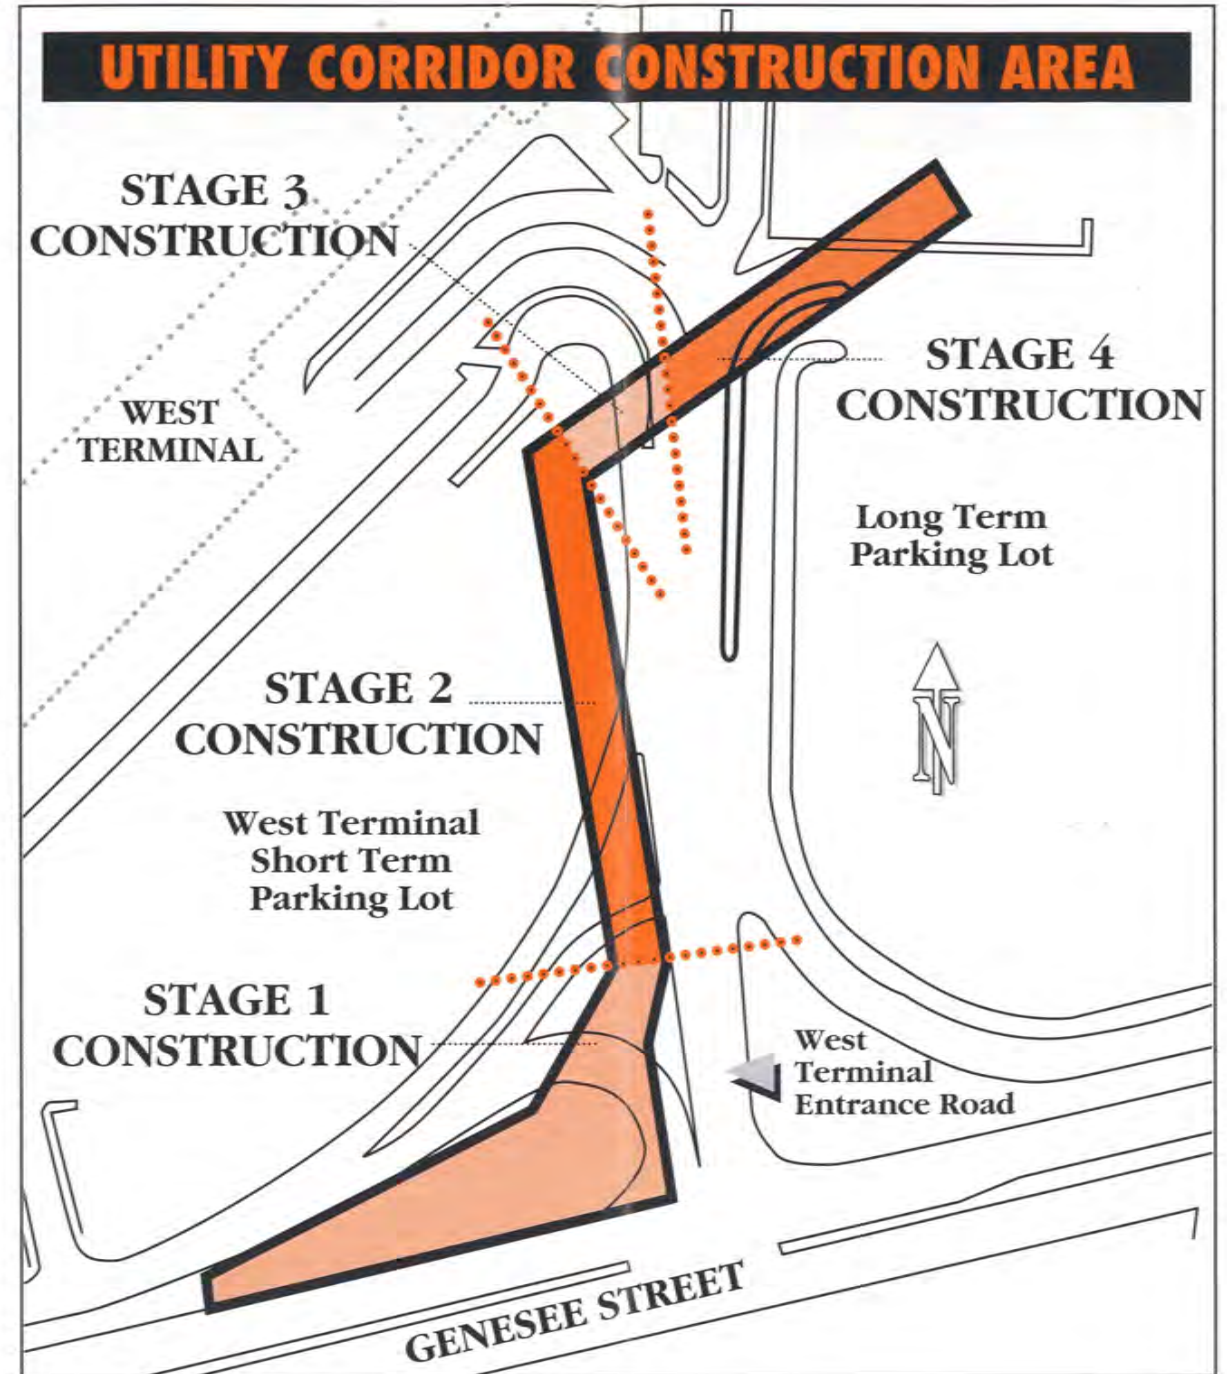 UTILITY CORRIDOR CONSTRUCTION AREA
STAGE 3
CONSTRUCTION
WEST
TERMINAL
STAGE 4
CONSTRUCTION
Long Term
Parking Lot
N
STAGE 2
CONSTRUCTION
West Terminal
Short Term
Parking Lot
STAGE 1
CONSTRUCTION
West
Terminal
Entrance Road
GENESEE STREET